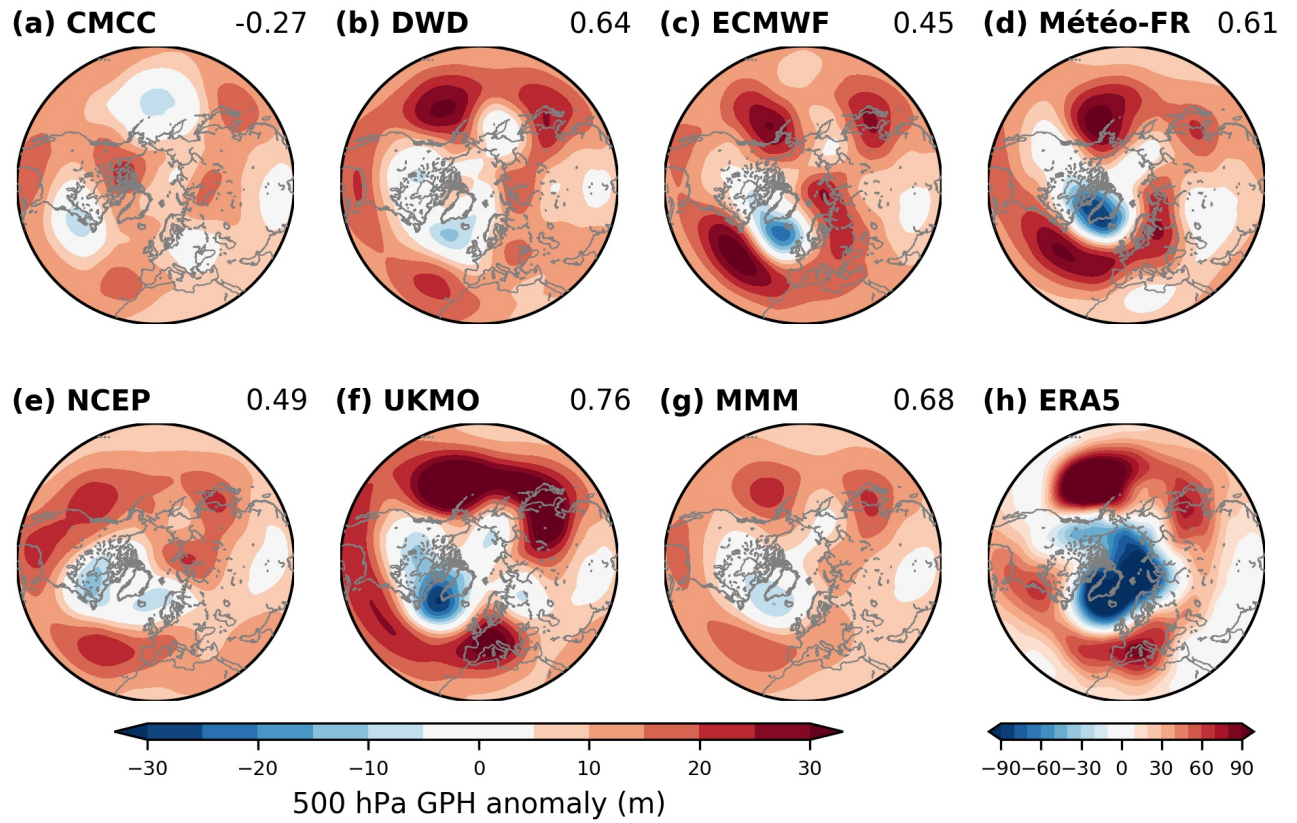 (a) CMCC -0.27 (b) DWD 0.64 (c) ECMWF 0.45 (d) Météo-FR 0.61
(e) NCEP 0.49 (f) UKMO 0.76 (g) MMM 0.68 (h) ERA5
−30 −20 −10 0 10 20 30 −90 −60 −30 0 30 60 90
500 hPa GPH anomaly (m)